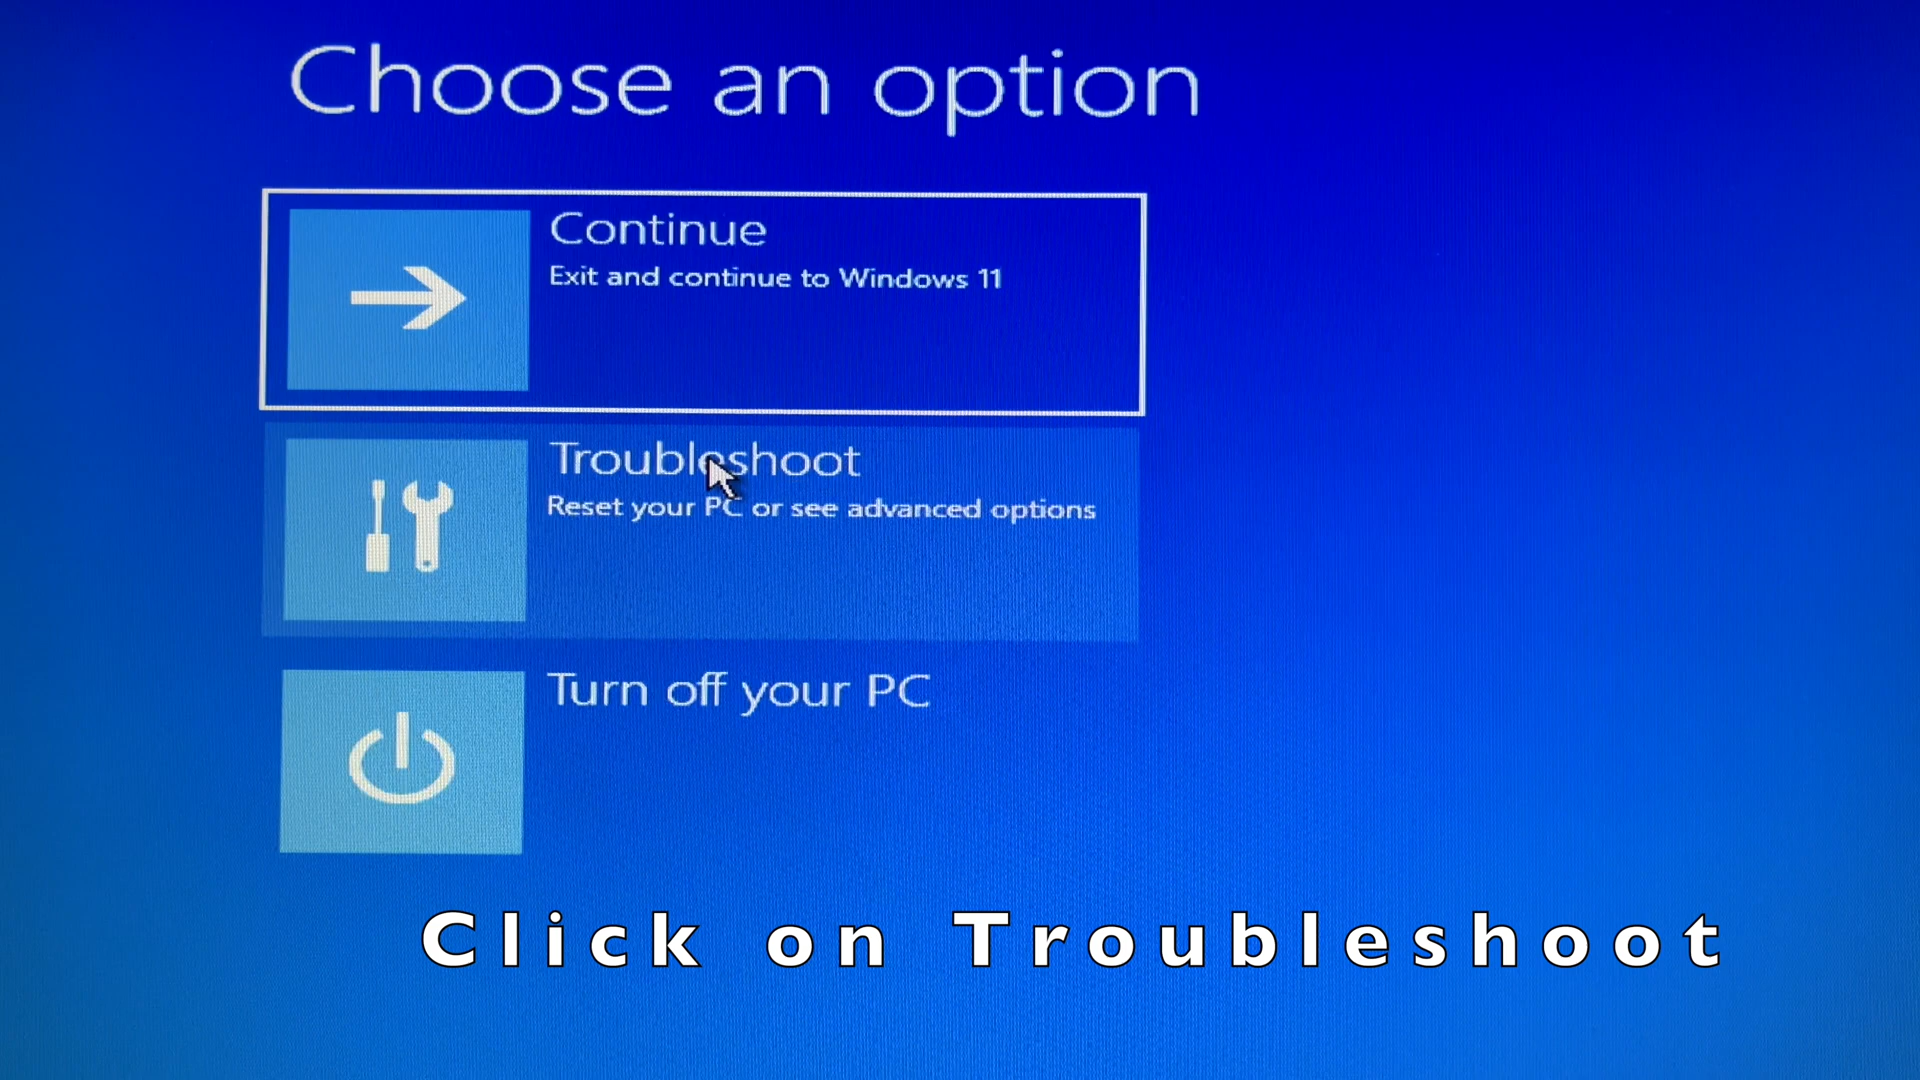 Choose an option
Continue
Exit and continue to Windows 11
Troubleshoot
Reset your PC or see advanced options
Turn off your PC
Click on Troubleshoot